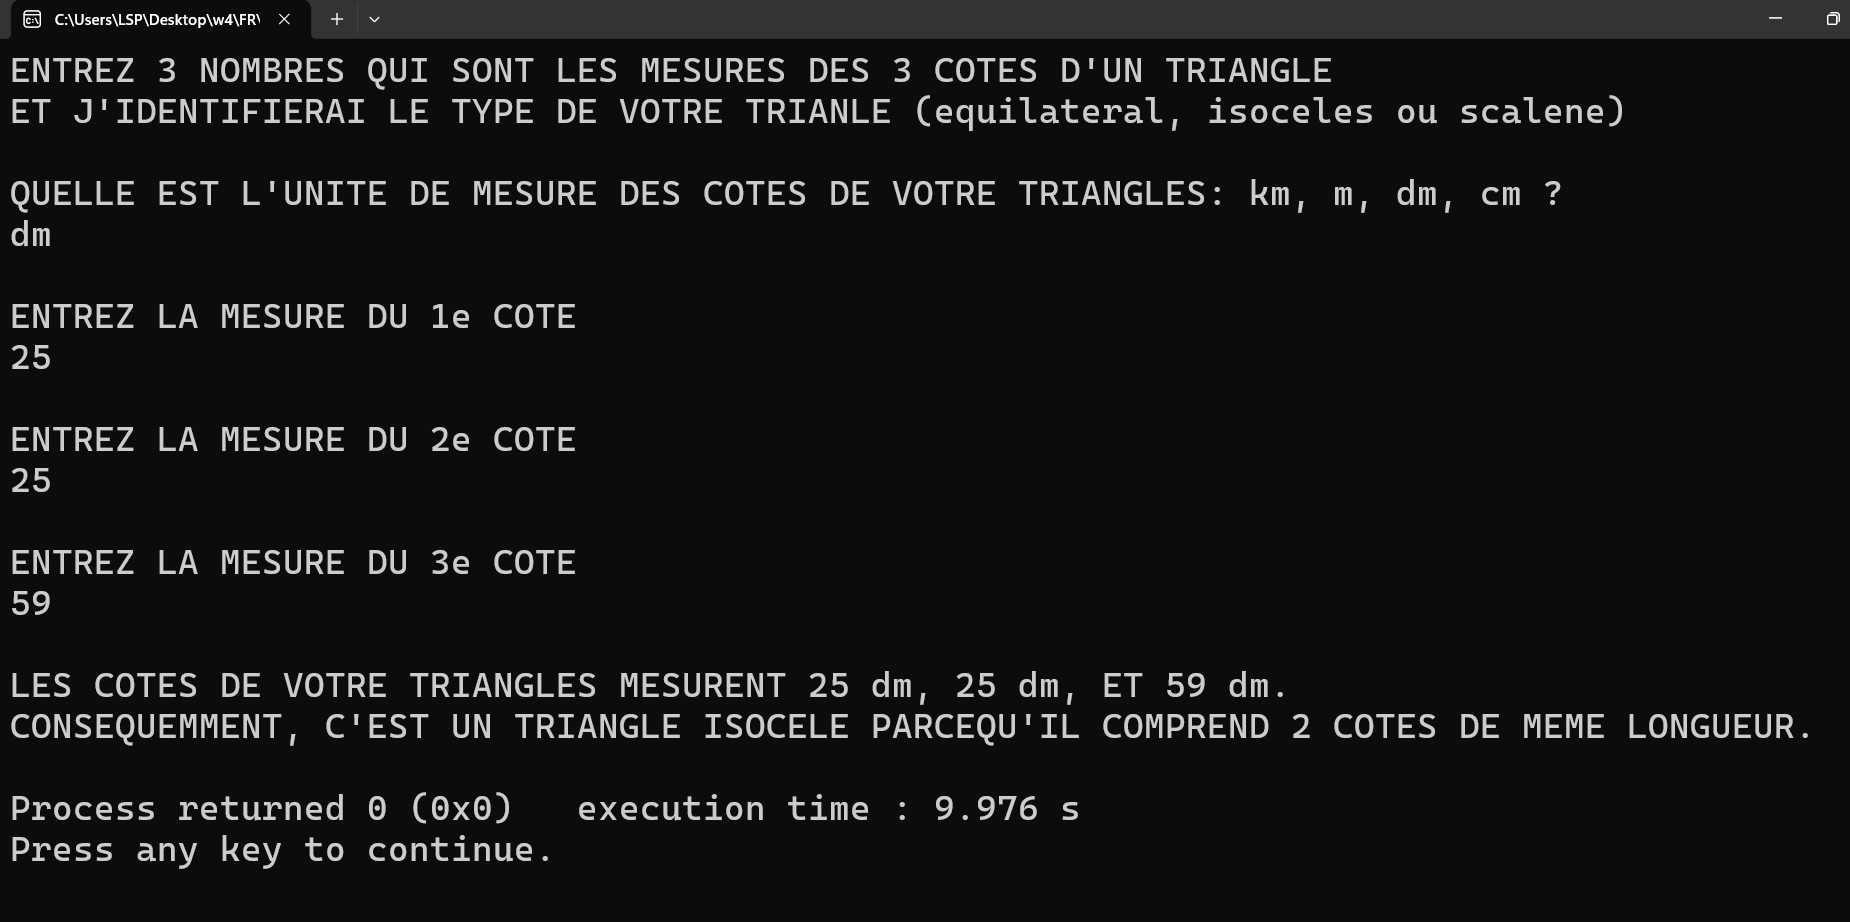 C:\Users\LSP\Desktop\w4\FR\
ENTREZ 3 NOMBRES QUI SONT LES MESURES DES 3 COTES D'UN TRIANGLE
ET J'IDENTIFIERAI LE TYPE DE VOTRE TRIANLE (equilateral, isoceles ou scalene)
QUELLE EST L'UNITE DE MESURE DES COTES DE VOTRE TRIANGLES: km, m, dm, cm ?
dm
ENTREZ LA MESURE DU 1e COTE
25
ENTREZ LA MESURE DU 2e COTE
25
ENTREZ LA MESURE DU 3e COTE
59
LES COTES DE VOTRE TRIANGLES MESURENT 25 dm, 25 dm, ET 59 dm.
CONSEQUEMMENT, C'EST UN TRIANGLE ISOCELE PARCEQU'IL COMPREND 2 COTES DE MEME LONGUEUR.
Process returned 0 (0x0)   execution time : 9.976 s
Press any key to continue.